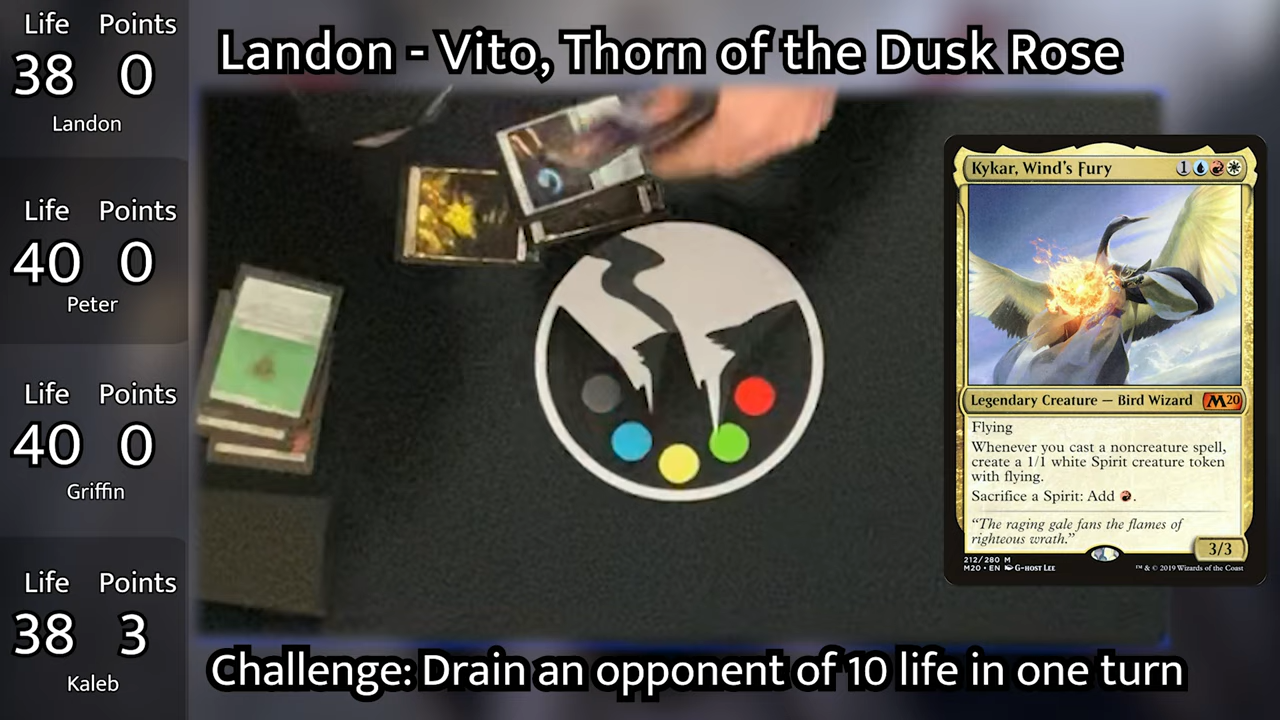 Life Points
38 0
Landon
Life Points
40 0
Peter
Life Points
40 0
Griffin
Life Points
38 3
Kaleb
Landon - Vito, Thorn of the Dusk Rose
Kykar, Wind's Fury 1
Legendary Creature — Bird Wizard M20
Flying
Whenever you cast a noncreature spell,
create a 1/1 white Spirit creature token
with flying.
Sacrifice a Spirit: Add .
"The raging gale fans the flames of
righteous wrath."
3/3
212/280 M
M20 • EN G-host Lee
™ & © 2019 Wizards of the Coast
Challenge: Drain an opponent of 10 life in one turn